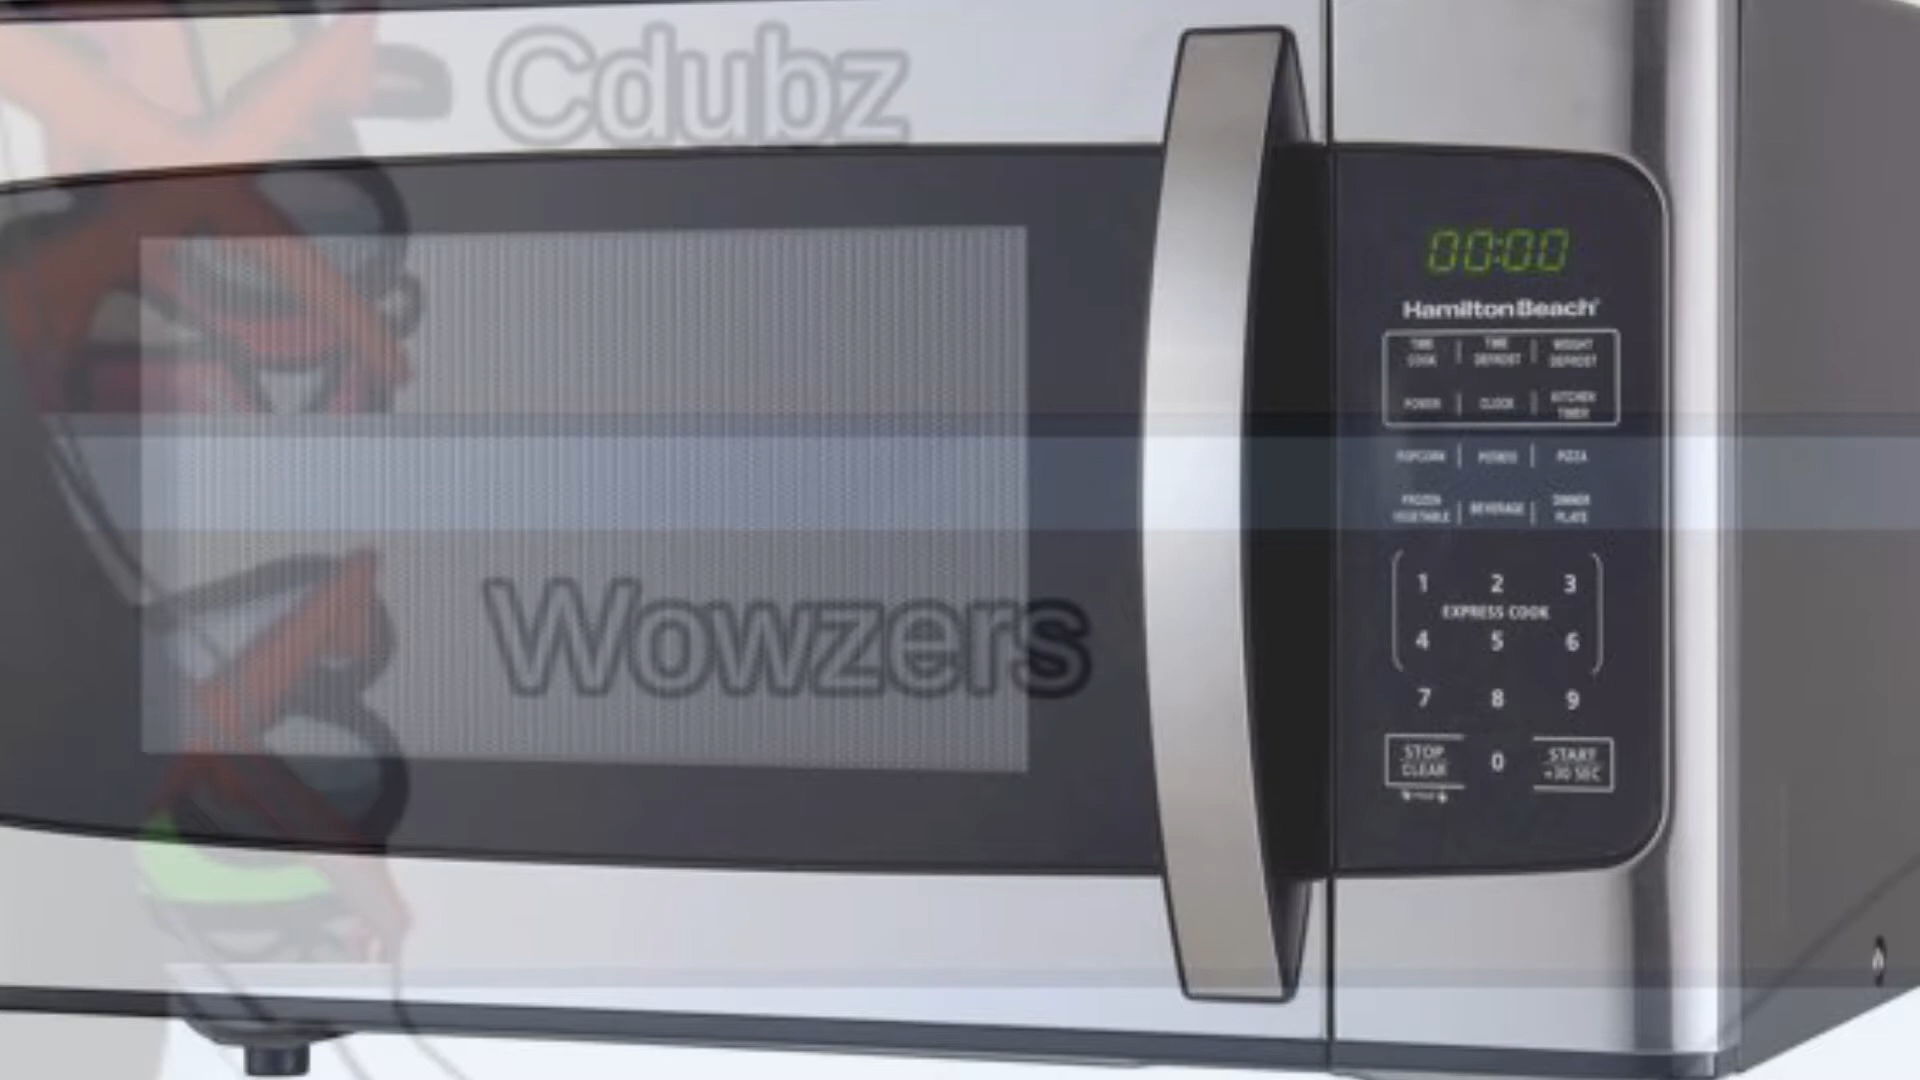 Cdubz
00:00
Hamilton Beach
TIME COOK | TIME DEFROST | WEIGHT DEFROST
POWER | CLOCK | KITCHEN TIMER
POPCORN | POTATO | PIZZA
FROZEN VEGETABLE | BEVERAGE | DINNER PLATE
1 2 3
EXPRESS COOK
4 5 6
Wowzers
7 8 9
STOP CLEAR 0 START +30 SEC